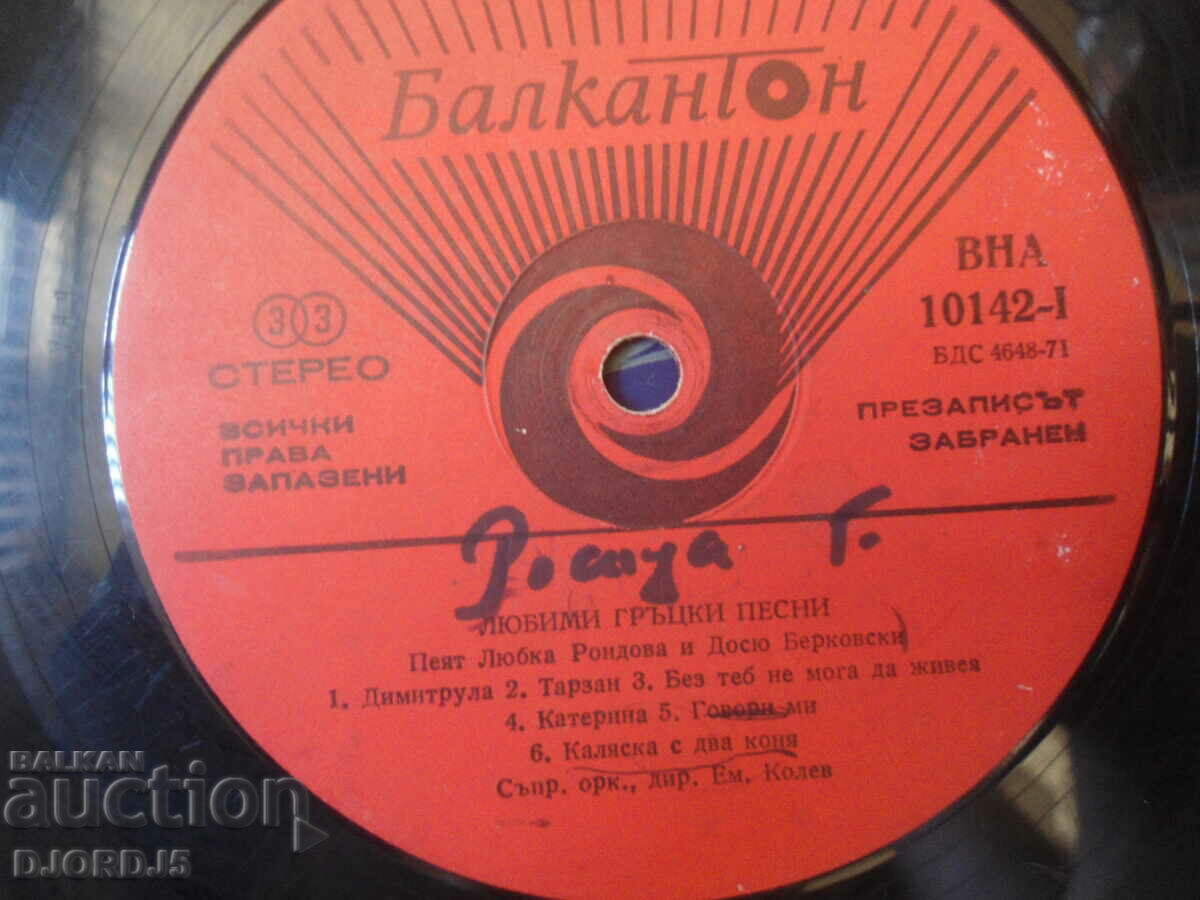 Балкантон
ВНА
10142-I
БДС 4648-71
33
СТЕРЕО
ВСИЧКИ
ПРАВА
ЗАПАЗЕНИ
ПРЕЗАПИСЪТ
ЗАБРАНЕН
Г.
ЛЮБИМИ ГРЪЦКИ ПЕСНИ
Пеят Любка Рондова и Досю Берковски
1. Димитрула 2. Тарзан 3. Без теб не мога да живея
4. Катерина 5. Говори ми
6. Каляска с два коня
Съпр. орк., дир. Ем. Колев
BALKAN
auction
DJORDJ5